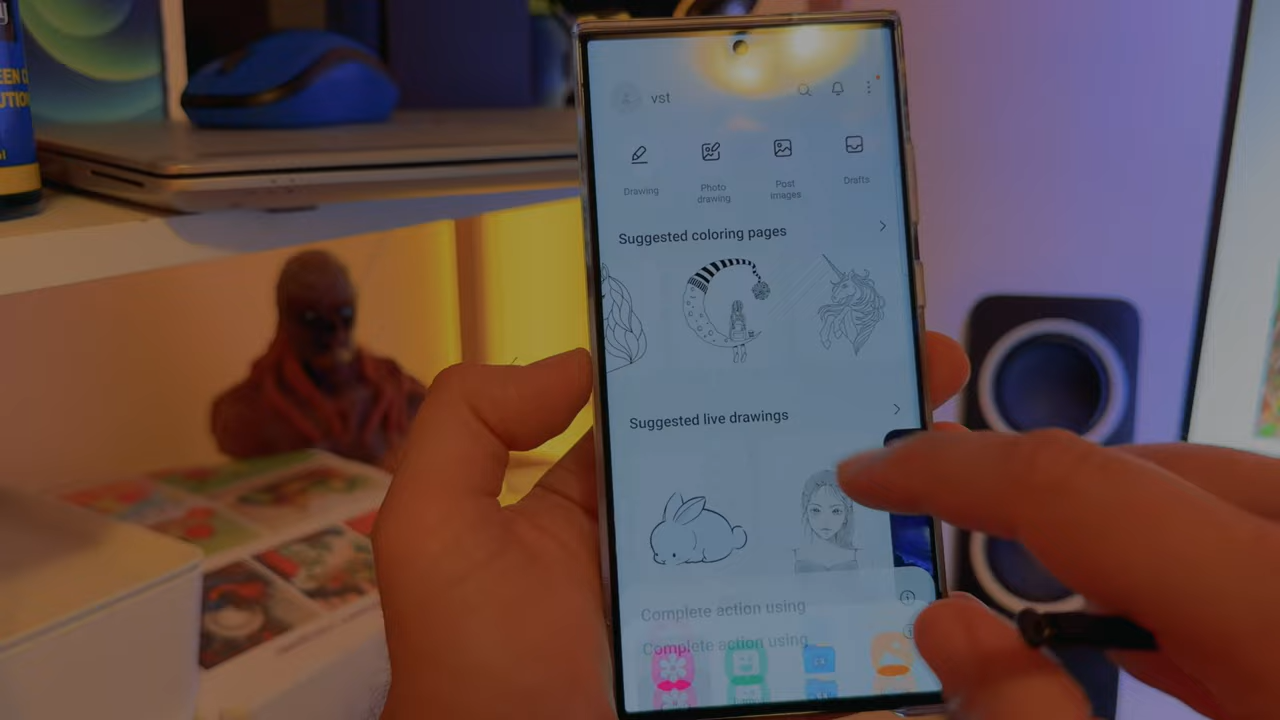 vst
Drawing
Photo
drawing
Post
images
Drafts
Suggested coloring pages
Suggested live drawings
Complete action using
Complete action using